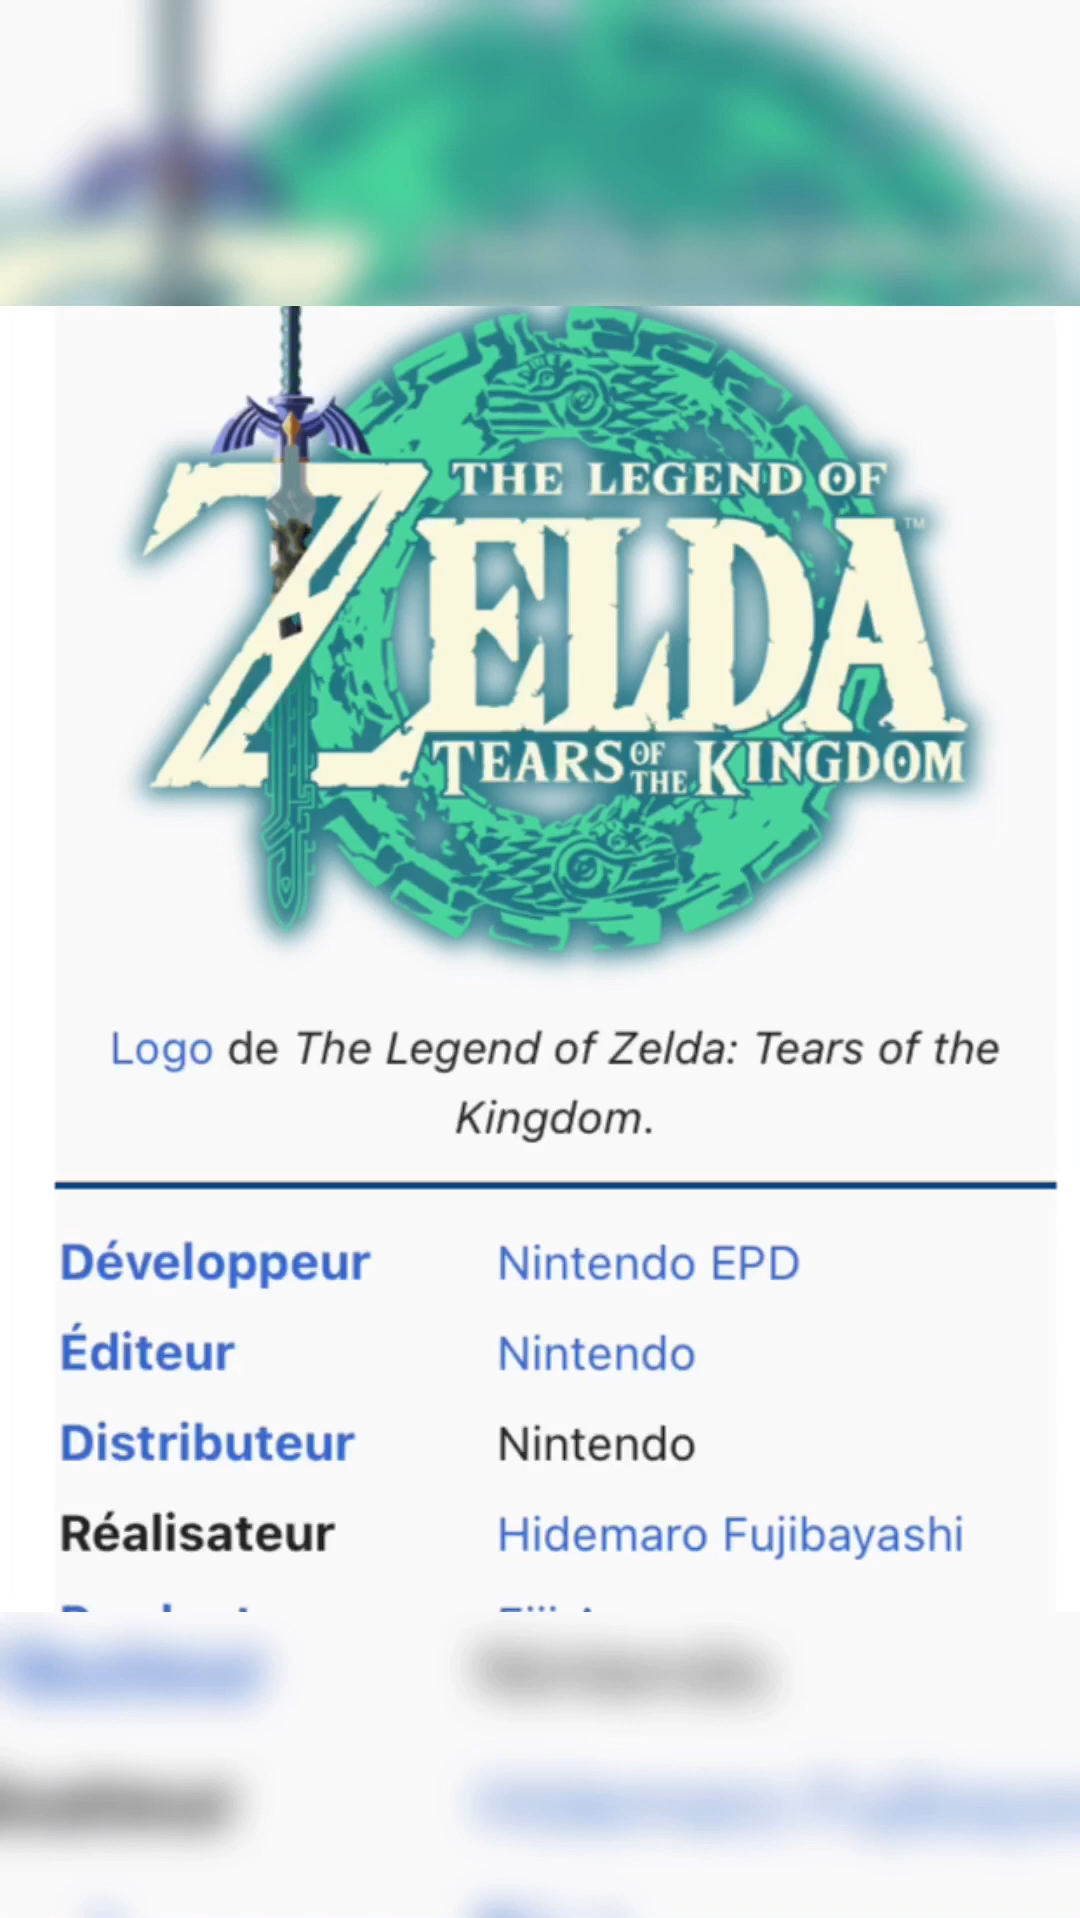 THE LEGEND OF
ZELDA™
TEARS OF THE KINGDOM
Logo de The Legend of Zelda: Tears of the
Kingdom.
Développeur Nintendo EPD
Éditeur Nintendo
Distributeur Nintendo
Réalisateur Hidemaro Fujibayashi